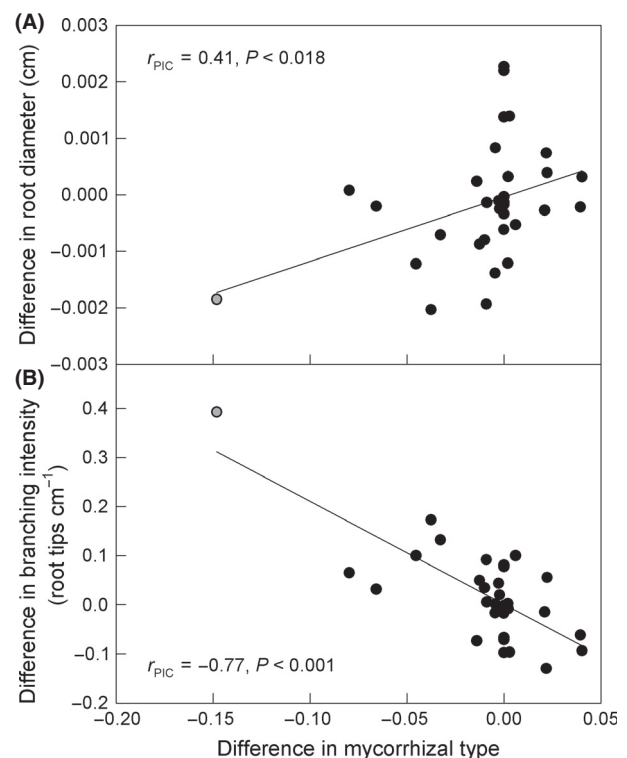 (A)
Difference in root diameter (cm)
0.003
0.002
0.001
0.000
−0.001
−0.002
−0.003
r_PIC = 0.41, P < 0.018
(B)
Difference in branching intensity
(root tips cm⁻¹)
0.4
0.3
0.2
0.1
0.0
−0.1
−0.2
r_PIC = −0.77, P < 0.001
−0.20
−0.15
−0.10
−0.05
0.00
0.05
Difference in mycorrhizal type